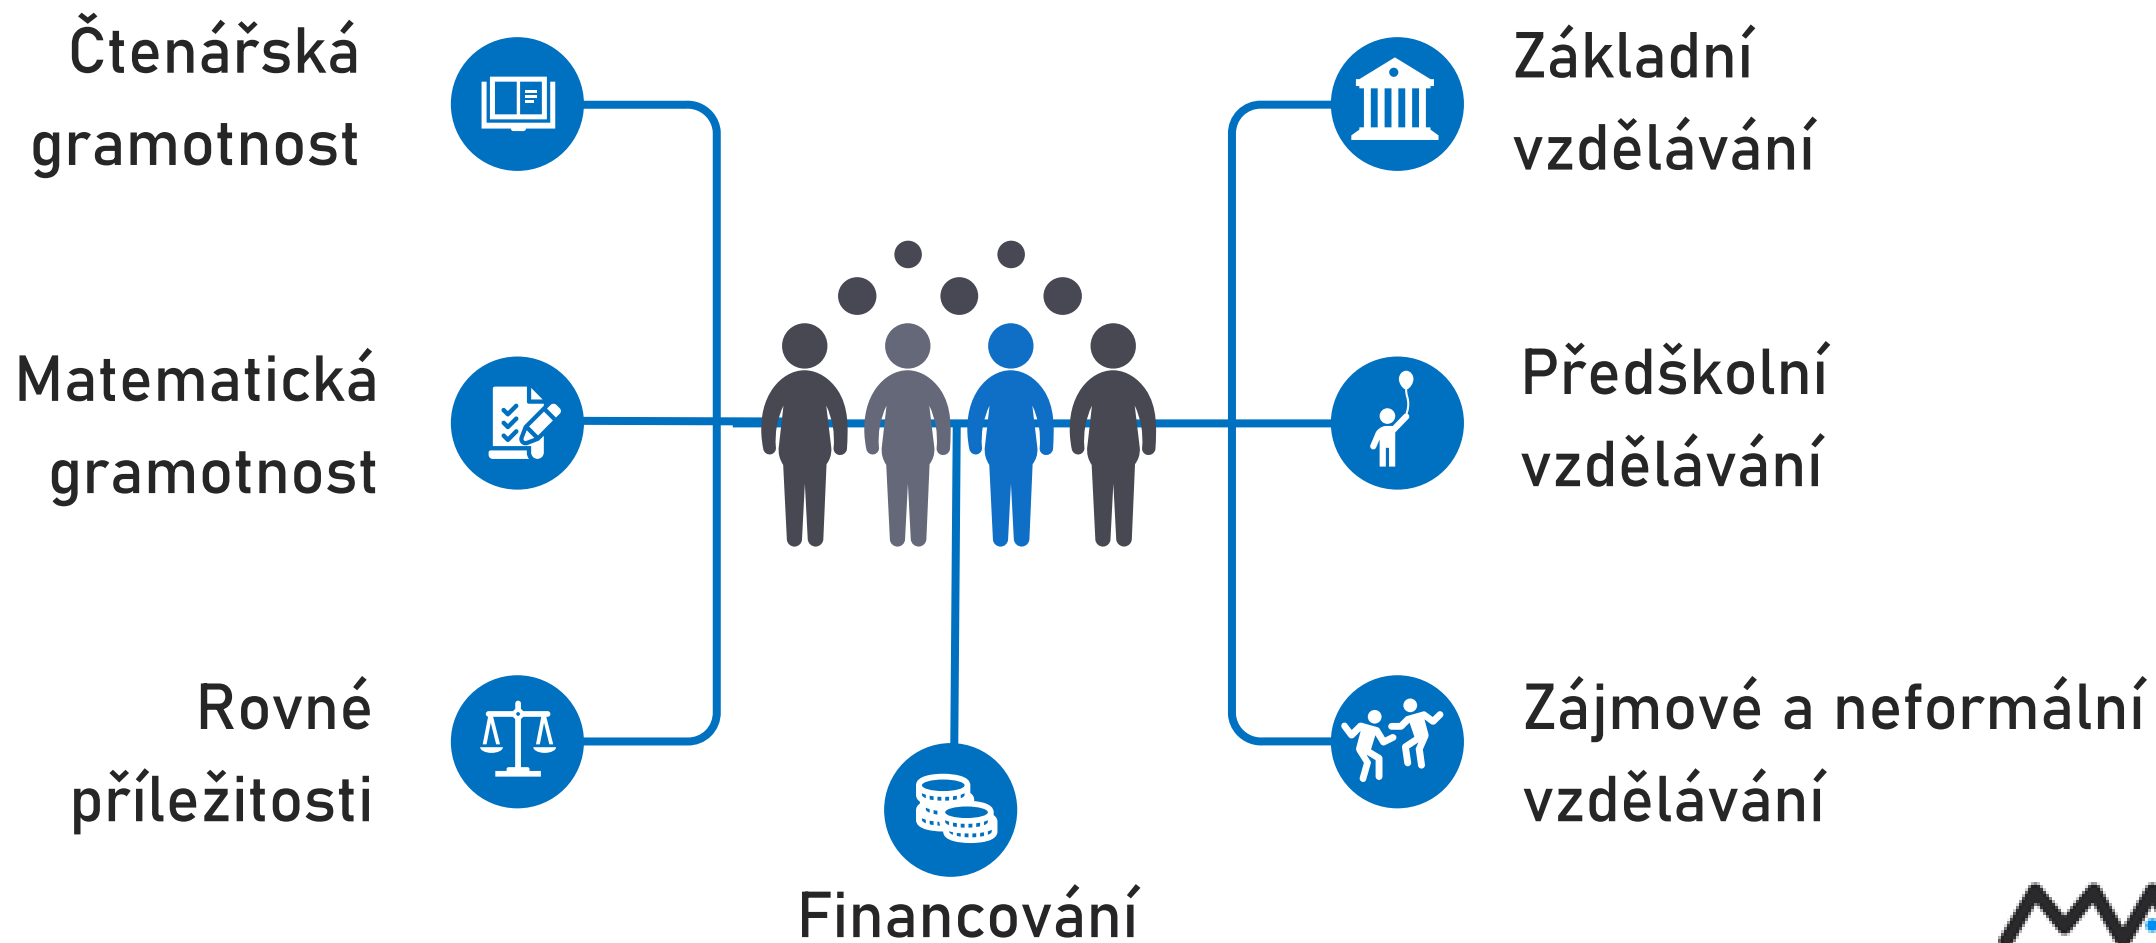 Čtenářská
gramotnost
Matematická
gramotnost
Rovné
příležitosti
Financování
Základní
vzdělávání
Předškolní
vzdělávání
Zájmové a neformální
vzdělávání